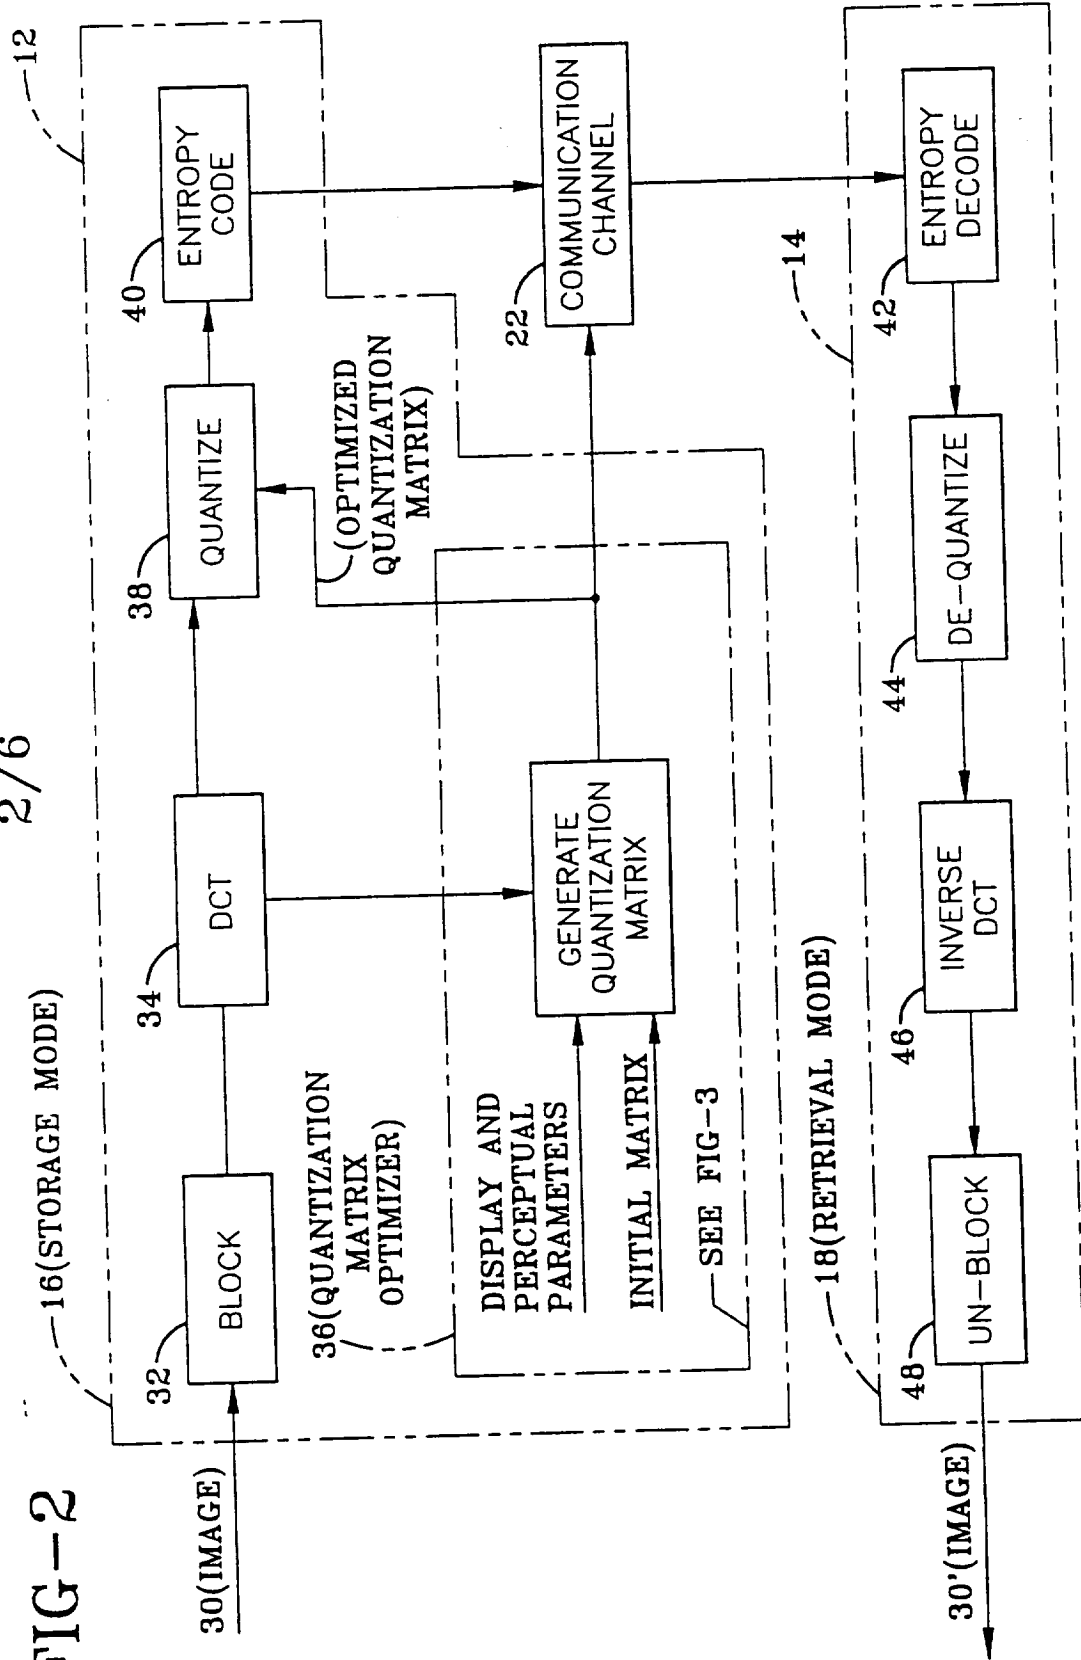 2/6
FIG-2
16(STORAGE MODE)
12
30(IMAGE)
32
BLOCK
34
DCT
38
QUANTIZE
40
ENTROPY
CODE
36(QUANTIZATION
MATRIX
OPTIMIZER)
(OPTIMIZED
QUANTIZATION
MATRIX)
DISPLAY AND
PERCEPTUAL
PARAMETERS
INITIAL MATRIX
GENERATE
QUANTIZATION
MATRIX
SEE FIG-3
22
COMMUNICATION
CHANNEL
18(RETRIEVAL MODE)
14
30'(IMAGE)
48
UN-BLOCK
46
INVERSE
DCT
44
DE-QUANTIZE
42
ENTROPY
DECODE